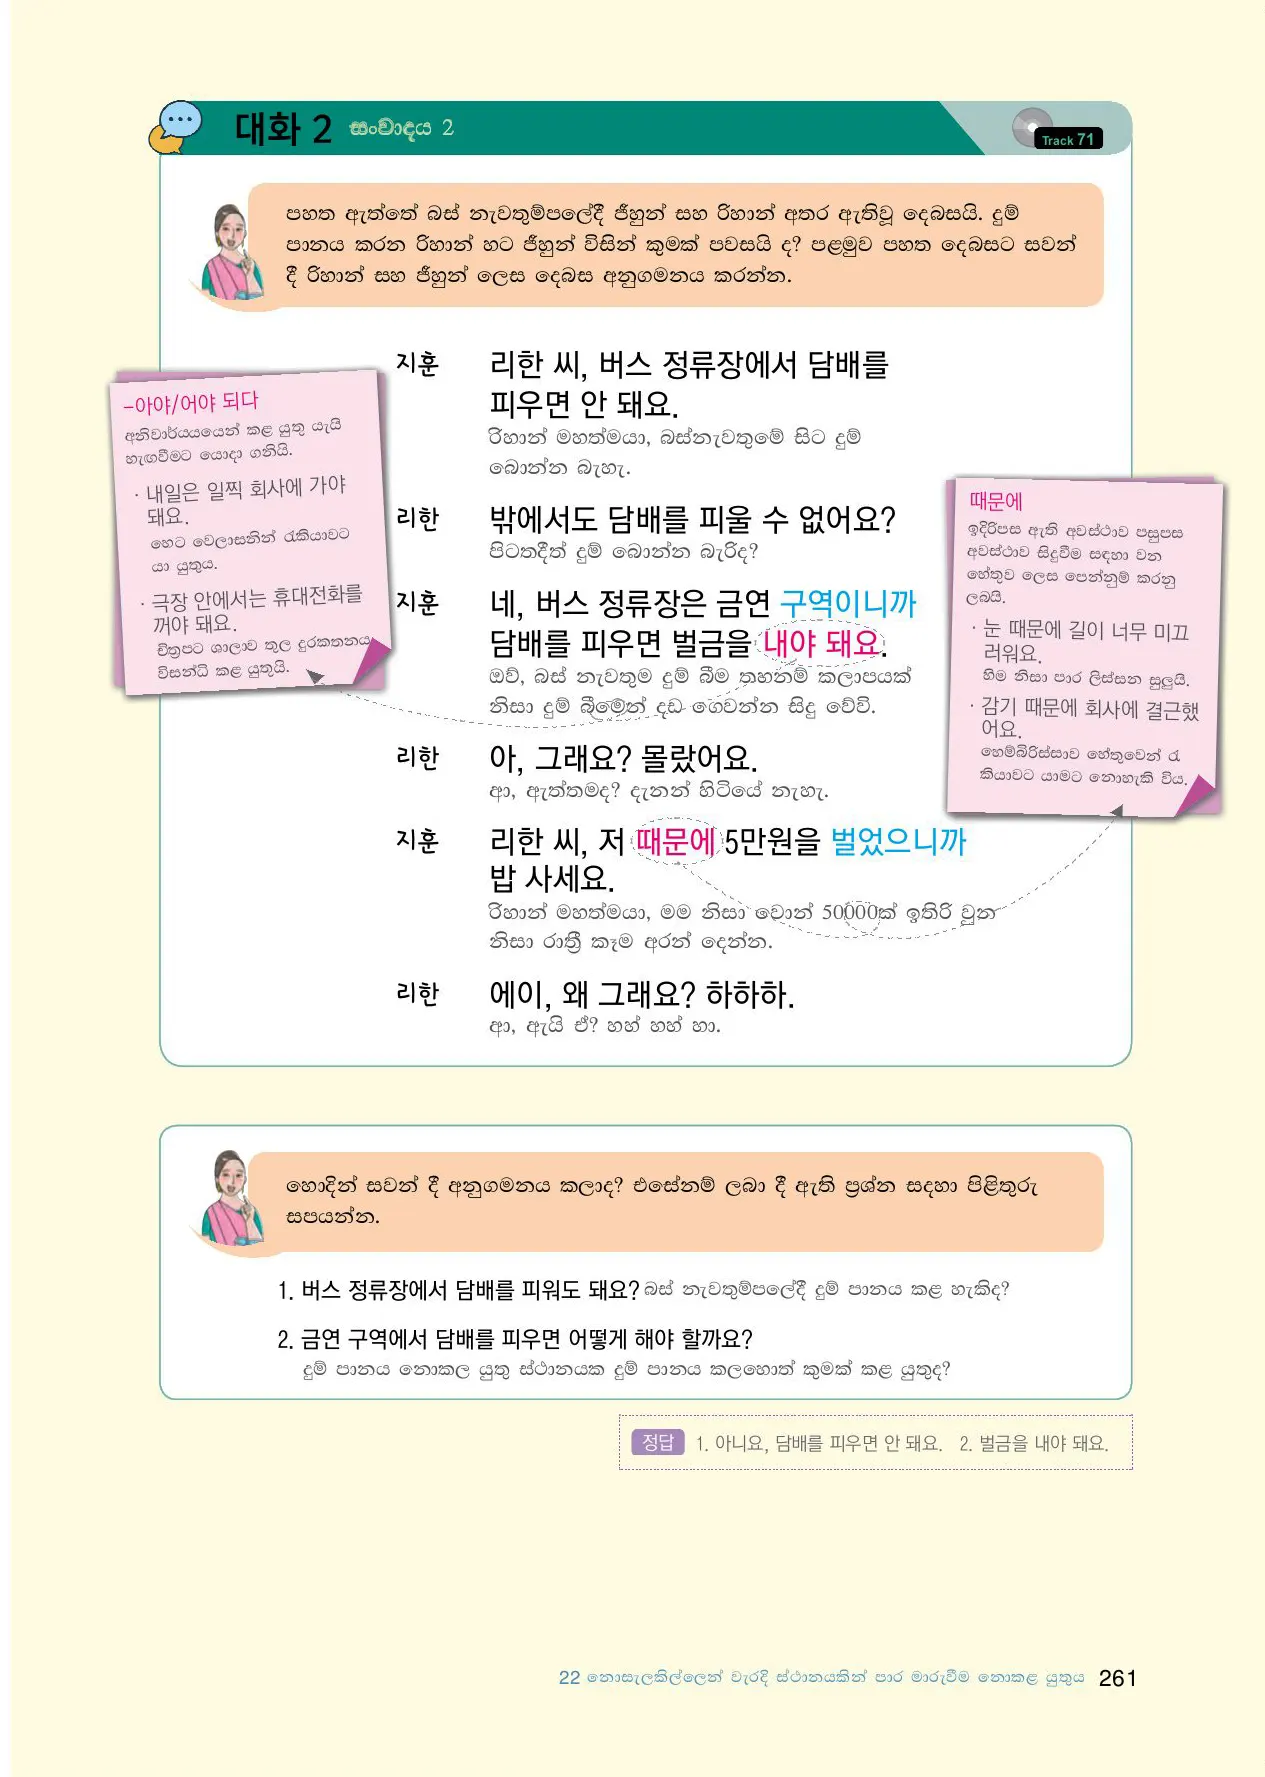 대화 2 සංවාදය 2
Track 71
පහත ඇත්තේ බස් නැවතුම්පලේදී ජීහුන් සහ රිහාන් අතර ඇතිවූ දෙබසයි. දුම්
පානය කරන රිහාන් හට ජීහුන් විසින් කුමක් පවසයි ද? පළමුව පහත දෙබසට සවන්
දී රිහාන් සහ ජීහුන් ලෙස දෙබස අනුගමනය කරන්න.
지훈 리한 씨, 버스 정류장에서 담배를
피우면 안 돼요.
රිහාන් මහත්මයා, බස්නැවතුමේ සිට දුම්
බොන්න බැහැ.
리한 밖에서도 담배를 피울 수 없어요?
පිටතදීත් දුම් බොන්න බැරිද?
지훈 네, 버스 정류장은 금연 구역이니까
담배를 피우면 벌금을 내야 돼요.
ඔව්, බස් නැවතුම දුම් බීම තහනම් කලාපයක්
නිසා දුම් බීමෙන් දඩ ගෙවන්න සිදු වේවි.
리한 아, 그래요? 몰랐어요.
ආ, ඇත්තමද? දැනන් හිටියේ නැහැ.
지훈 리한 씨, 저 때문에 5만원을 벌었으니까
밥 사세요.
රිහාන් මහත්මයා, මම නිසා වොන් 50000ක් ඉතිරි වුන
නිසා රාත්‍රී කෑම අරන් දෙන්න.
리한 에이, 왜 그래요? 하하하.
ආ, ඇයි ඒ? හහ් හහ් හා.
-아야/어야 되다
අනිවාර්යයෙන් කළ යුතු යැයි
හැඟවීමට යොදා ගනියි.
· 내일은 일찍 회사에 가야
돼요.
හෙට වෙලාසනින් රැකියාවට
යා යුතුය.
· 극장 안에서는 휴대전화를
꺼야 돼요.
චිත්‍රපට ශාලාව තුල දුරකතනය
විසන්ධි කළ යුතුයි.
때문에
ඉදිරිපස ඇති අවස්ථාව පසුපස
අවස්ථාව සිදුවීම සඳහා වන
හේතුව ලෙස පෙන්නුම් කරනු
ලබයි.
· 눈 때문에 길이 너무 미끄
러워요.
හිම නිසා පාර ලිස්සන සුලුයි.
· 감기 때문에 회사에 결근했
어요.
හෙම්බිරිස්සාව හේතුවෙන් රැ
කියාවට යාමට නොහැකි විය.
හොදින් සවන් දී අනුගමනය කලාද? එසේනම් ලබා දී ඇති ප්‍රශ්න සදහා පිළිතුරු
සපයන්න.
1. 버스 정류장에서 담배를 피워도 돼요? බස් නැවතුම්පලේදී දුම් පානය කළ හැකිද?
2. 금연 구역에서 담배를 피우면 어떻게 해야 할까요?
දුම් පානය නොකල යුතු ස්ථානයක දුම් පානය කලහොත් කුමක් කළ යුතුද?
정답 1. 아니요, 담배를 피우면 안 돼요. 2. 벌금을 내야 돼요.
22 නොසැලකිල්ලෙන් වැරදි ස්ථානයකින් පාර මාරුවීම නොකළ යුතුය 261